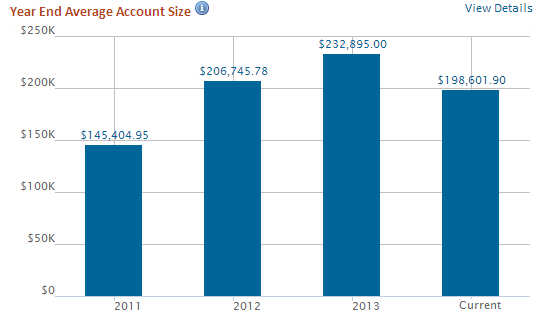 Year End Average Account Size
View Details
$250K
$200K
$150K
$100K
$50K
$0
$145,404.95
$206,745.78
$232,895.00
$198,601.90
2011
2012
2013
Current